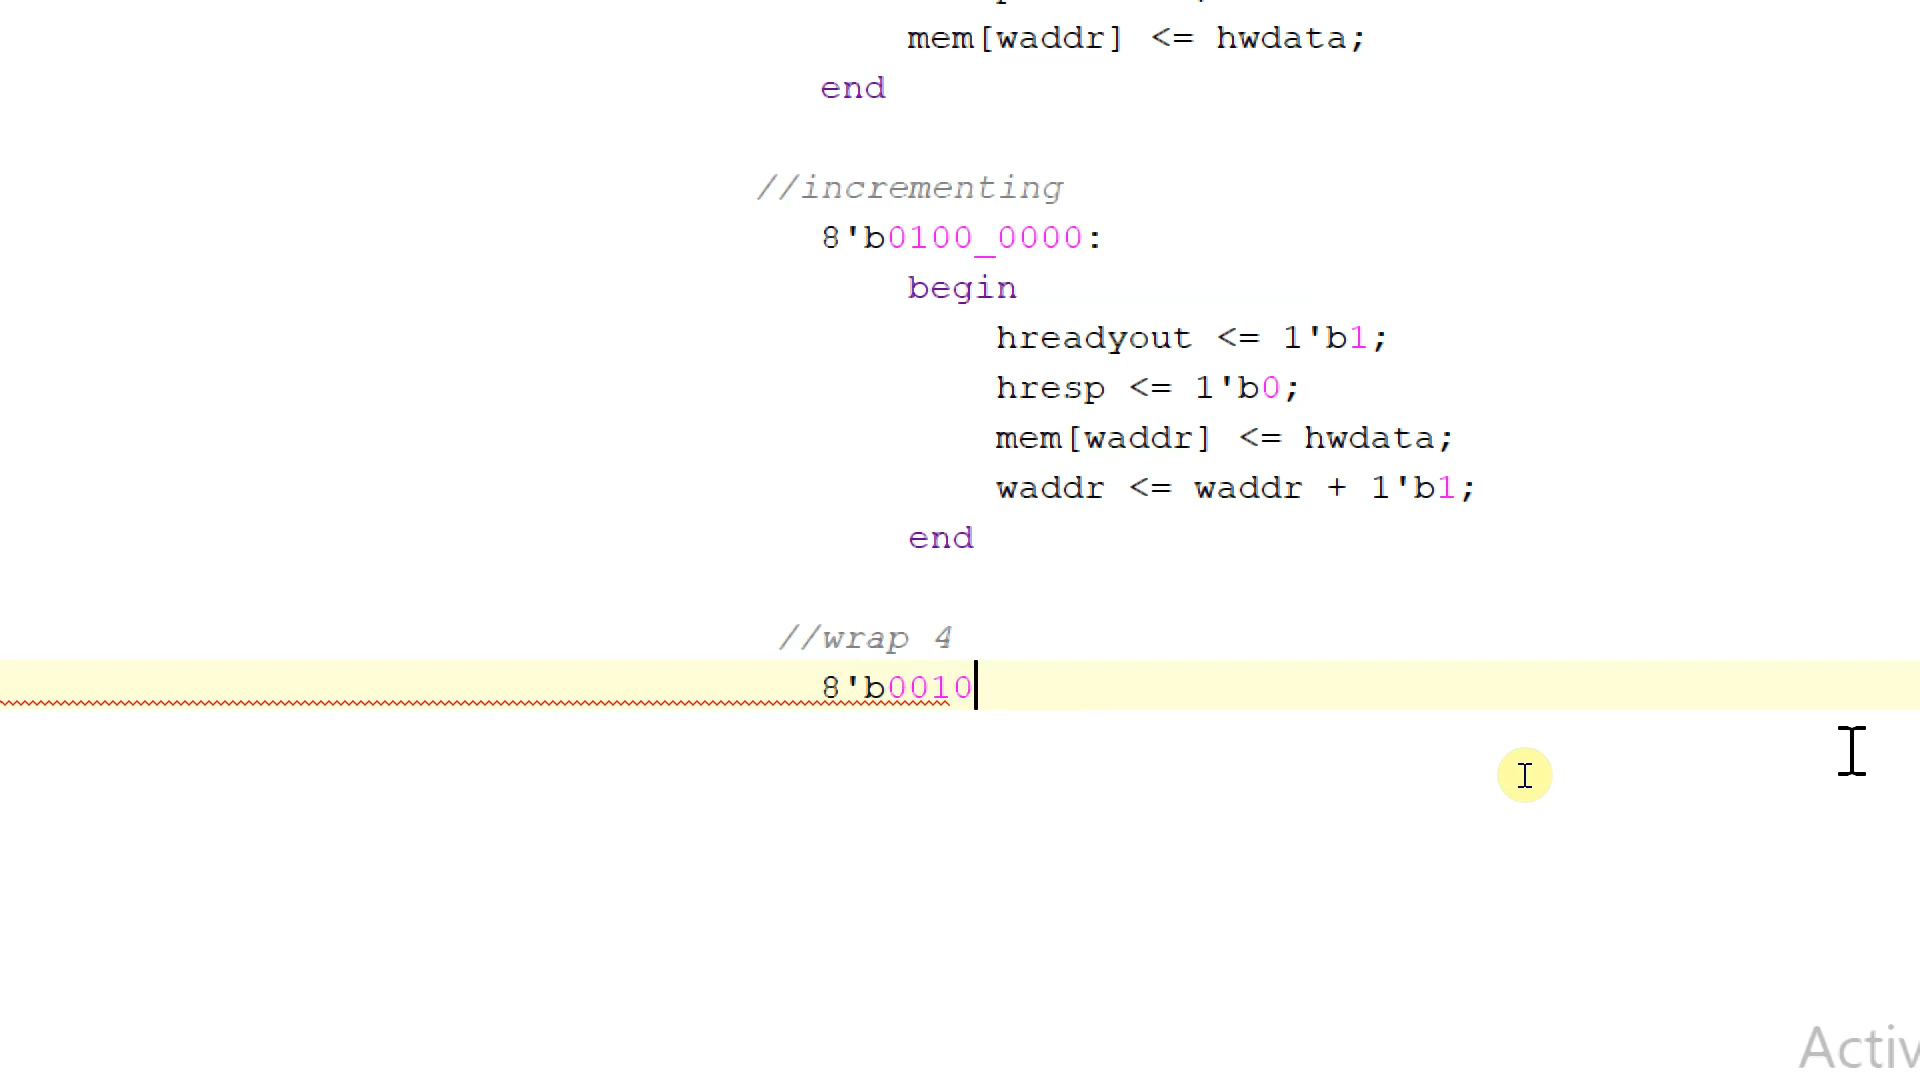 mem[waddr] <= hwdata;
end
//incrementing
8'b0100_0000:
begin
hreadyout <= 1'b1;
hresp <= 1'b0;
mem[waddr] <= hwdata;
waddr <= waddr + 1'b1;
end
//wrap 4
8'b0010
Activ